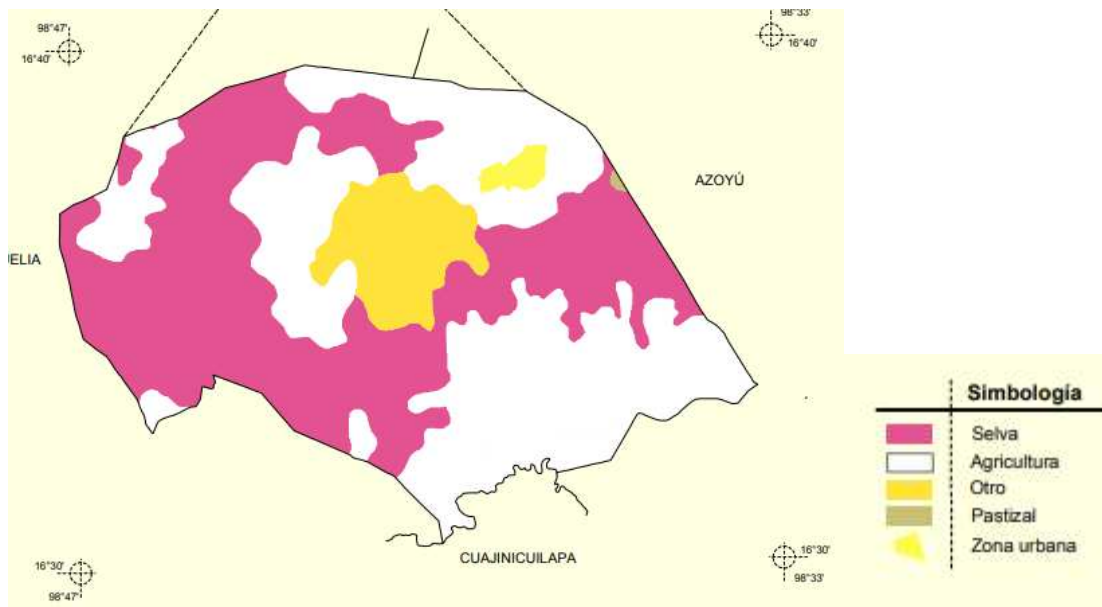 98°47'
16°40'
98°33'
16°40'
AZOYÚ
UELIA
Simbología
Selva
Agricultura
Otro
Pastizal
Zona urbana
CUAJINICUILAPA
16°30'
98°47'
16°30'
98°33'